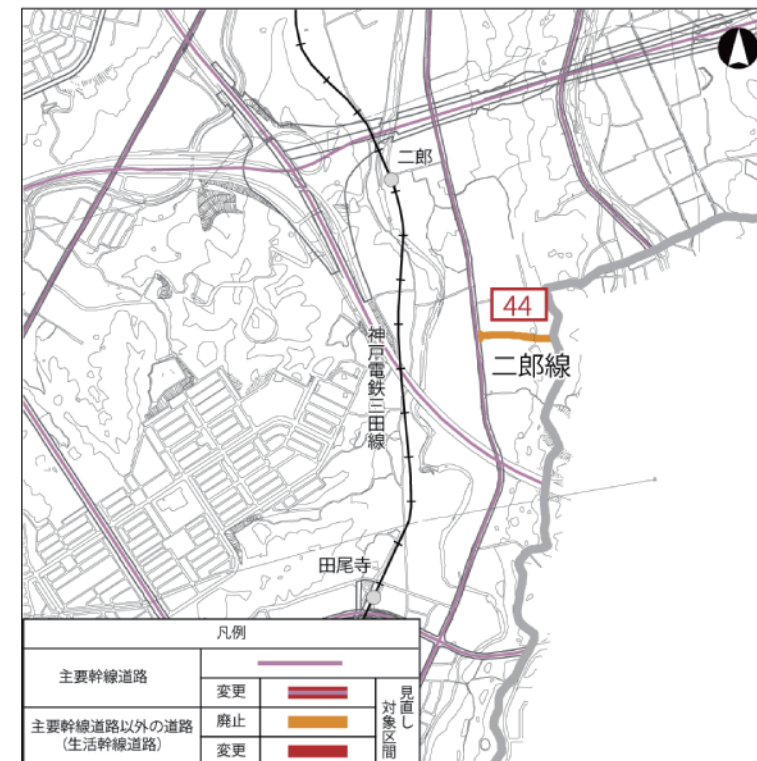 二郎
44
二郎線
神戸電鉄三田線
田尾寺
凡例
主要幹線道路
変更
主要幹線道路以外の道路
(生活幹線道路)
廃止
変更
見直し
対象区間